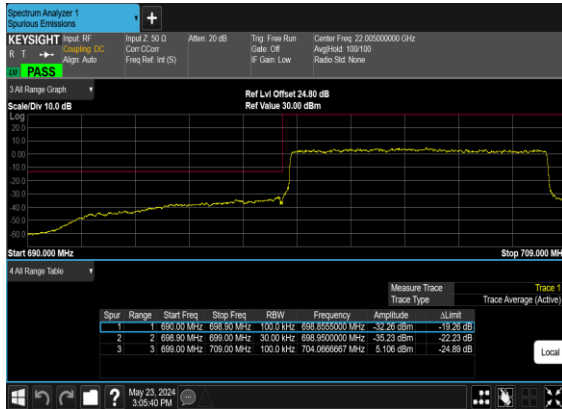 Spectrum Analyzer 1
Spurious Emissions
+
KEYSIGHT Input: RF Input Z: 50 Ω Atten: 20 dB Trig: Free Run Center Freq: 22.005000000 GHz
R T Coupling: DC Corr CCorr Gate: Off Avg|Hold: 100/100
Align: Auto Freq Ref: Int (S) IF Gain: Low Radio Std: None
LV PASS
3 All Range Graph
Ref Lvl Offset 24.80 dB
Scale/Div 10.0 dB Ref Value 30.00 dBm
Log
20.0
10.0
0.00
-10.0
-20.0
-30.0
-40.0
-50.0
-60.0
Start 690.000 MHz Stop 709.000 MH
4 All Range Table
Measure Trace Trace 1
Trace Type Trace Average (Active)
Spur Range Start Freq Stop Freq RBW Frequency Amplitude ΔLimit
1 1 690.00 MHz 698.90 MHz 100.0 kHz 698.8555000 MHz -32.26 dBm -19.26 dB
2 2 698.90 MHz 699.00 MHz 30.00 kHz 698.9500000 MHz -35.23 dBm -22.23 dB
3 3 699.00 MHz 709.00 MHz 100.0 kHz 704.0666667 MHz 5.106 dBm -24.89 dB
Local
? May 23, 2024
3:05:40 PM